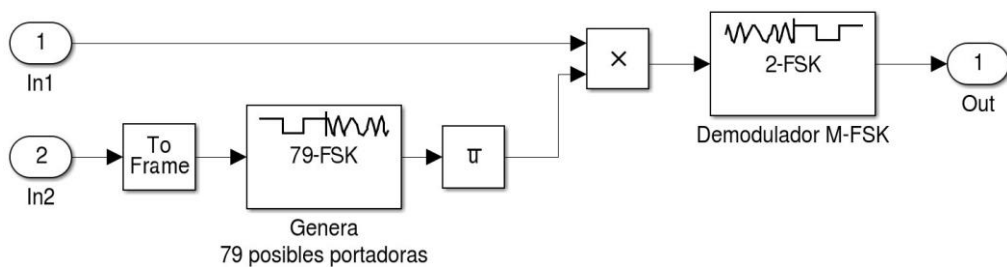 1
In1
×
2-FSK
Demodulador M-FSK
1
Out
2
In2
To
Frame
79-FSK
Genera
79 posibles portadoras
u̅